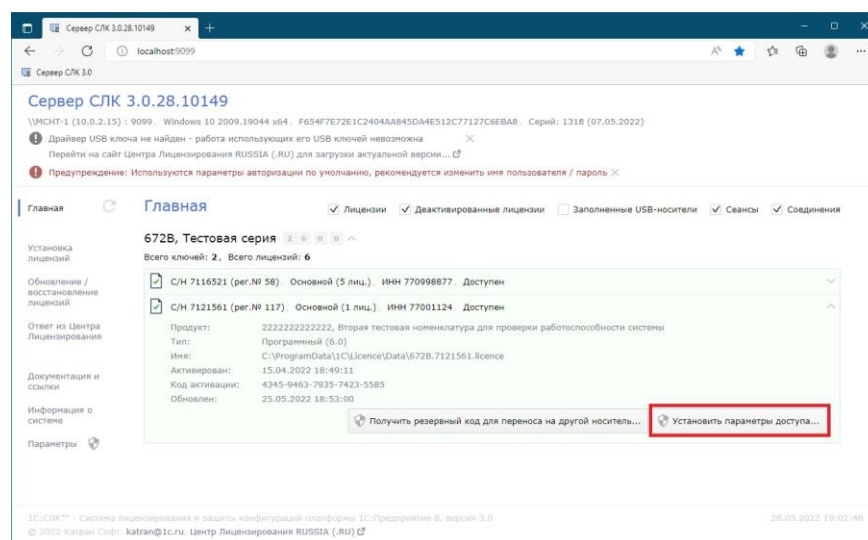 Сервер СЛК 3.0.28.10149
localhost:9099
Сервер СЛК 3.0
Сервер СЛК 3.0.28.10149
\\МСНТ-1 (10.0.2.15) : 9099, Windows 10 2009.19044 x64, F654F7E72E1C2404AA845DA4E512C77127C6EBA8, Серий: 1318 (07.05.2022)
Драйвер USB ключа не найден - работа использующих его USB ключей невозможна
Перейти на сайт Центра Лицензирования RUSSIA (.RU) для загрузки актуальной версии...
Предупреждение: Используются параметры авторизации по умолчанию, рекомендуется изменить имя пользователя / пароль
Главная
Установка лицензий
Обновление / восстановление лицензий
Ответ из Центра Лицензирования
Документация и ссылки
Информация о системе
Параметры
Главная
Лицензии
Деактивированные лицензии
Заполненные USB-носители
Сеансы
Соединения
672B, Тестовая серия 2 6 0 0
Всего ключей: 2, Всего лицензий: 6
С/Н 7116521 (рег.№ 58), Основной (5 лиц.), ИНН 770998877, Доступен
С/Н 7121561 (рег.№ 117), Основной (1 лиц.), ИНН 77001124, Доступен
Продукт: 2222222222222, Вторая тестовая номенклатура для проверки работоспособности системы
Тип: Программный (6.0)
Имя: C:\ProgramData\1C\Licence\Data\672B.7121561.licence
Активирован: 15.04.2022 18:49:11
Код активации: 4345-9463-7935-7423-5585
Обновлен: 25.05.2022 18:53:00
Получить резервный код для переноса на другой носитель...
Установить параметры доступа...
1С:СЛК™ - Система лицензирования и защиты конфигураций платформы 1С:Предприятие 8, версия 3.0
26.05.2022 19:02:46
© 2022 Катран Софт, katran@1c.ru, Центр Лицензирования RUSSIA (.RU)